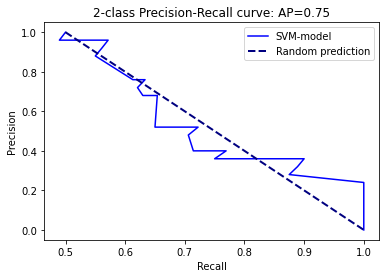 2-class Precision-Recall curve: AP=0.75
SVM-model
Random prediction
Precision
1.0
0.8
0.6
0.4
0.2
0.0
0.5 0.6 0.7 0.8 0.9 1.0
Recall